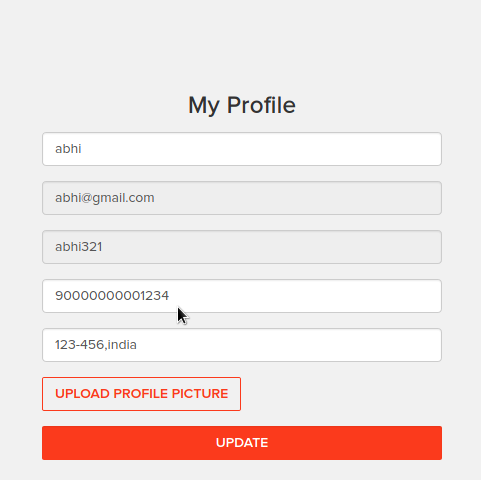 My Profile
abhi
abhi@gmail.com
abhi321
90000000001234
123-456,india
UPLOAD PROFILE PICTURE
UPDATE